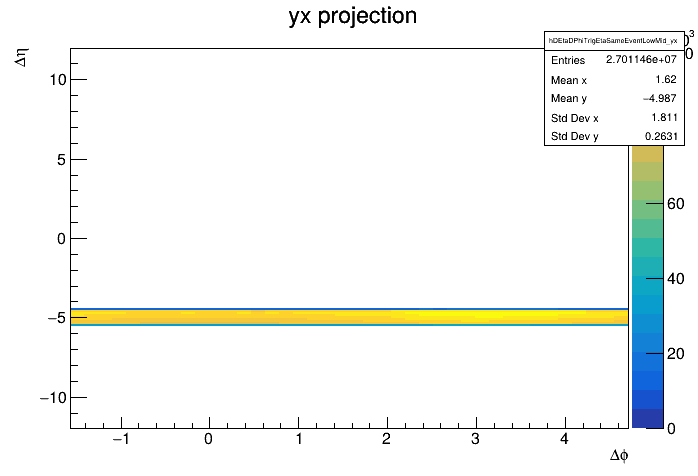 yx projection
hDEtaDPhiTrigEtaSameEventLowMid_yx
Entries 2.701146e+07
Mean x 1.62
Mean y −4.987
Std Dev x 1.811
Std Dev y 0.2631
Δη
10
5
0
−5
−10
−1 0 1 2 3 4
Δϕ
3
0
60
40
20
0